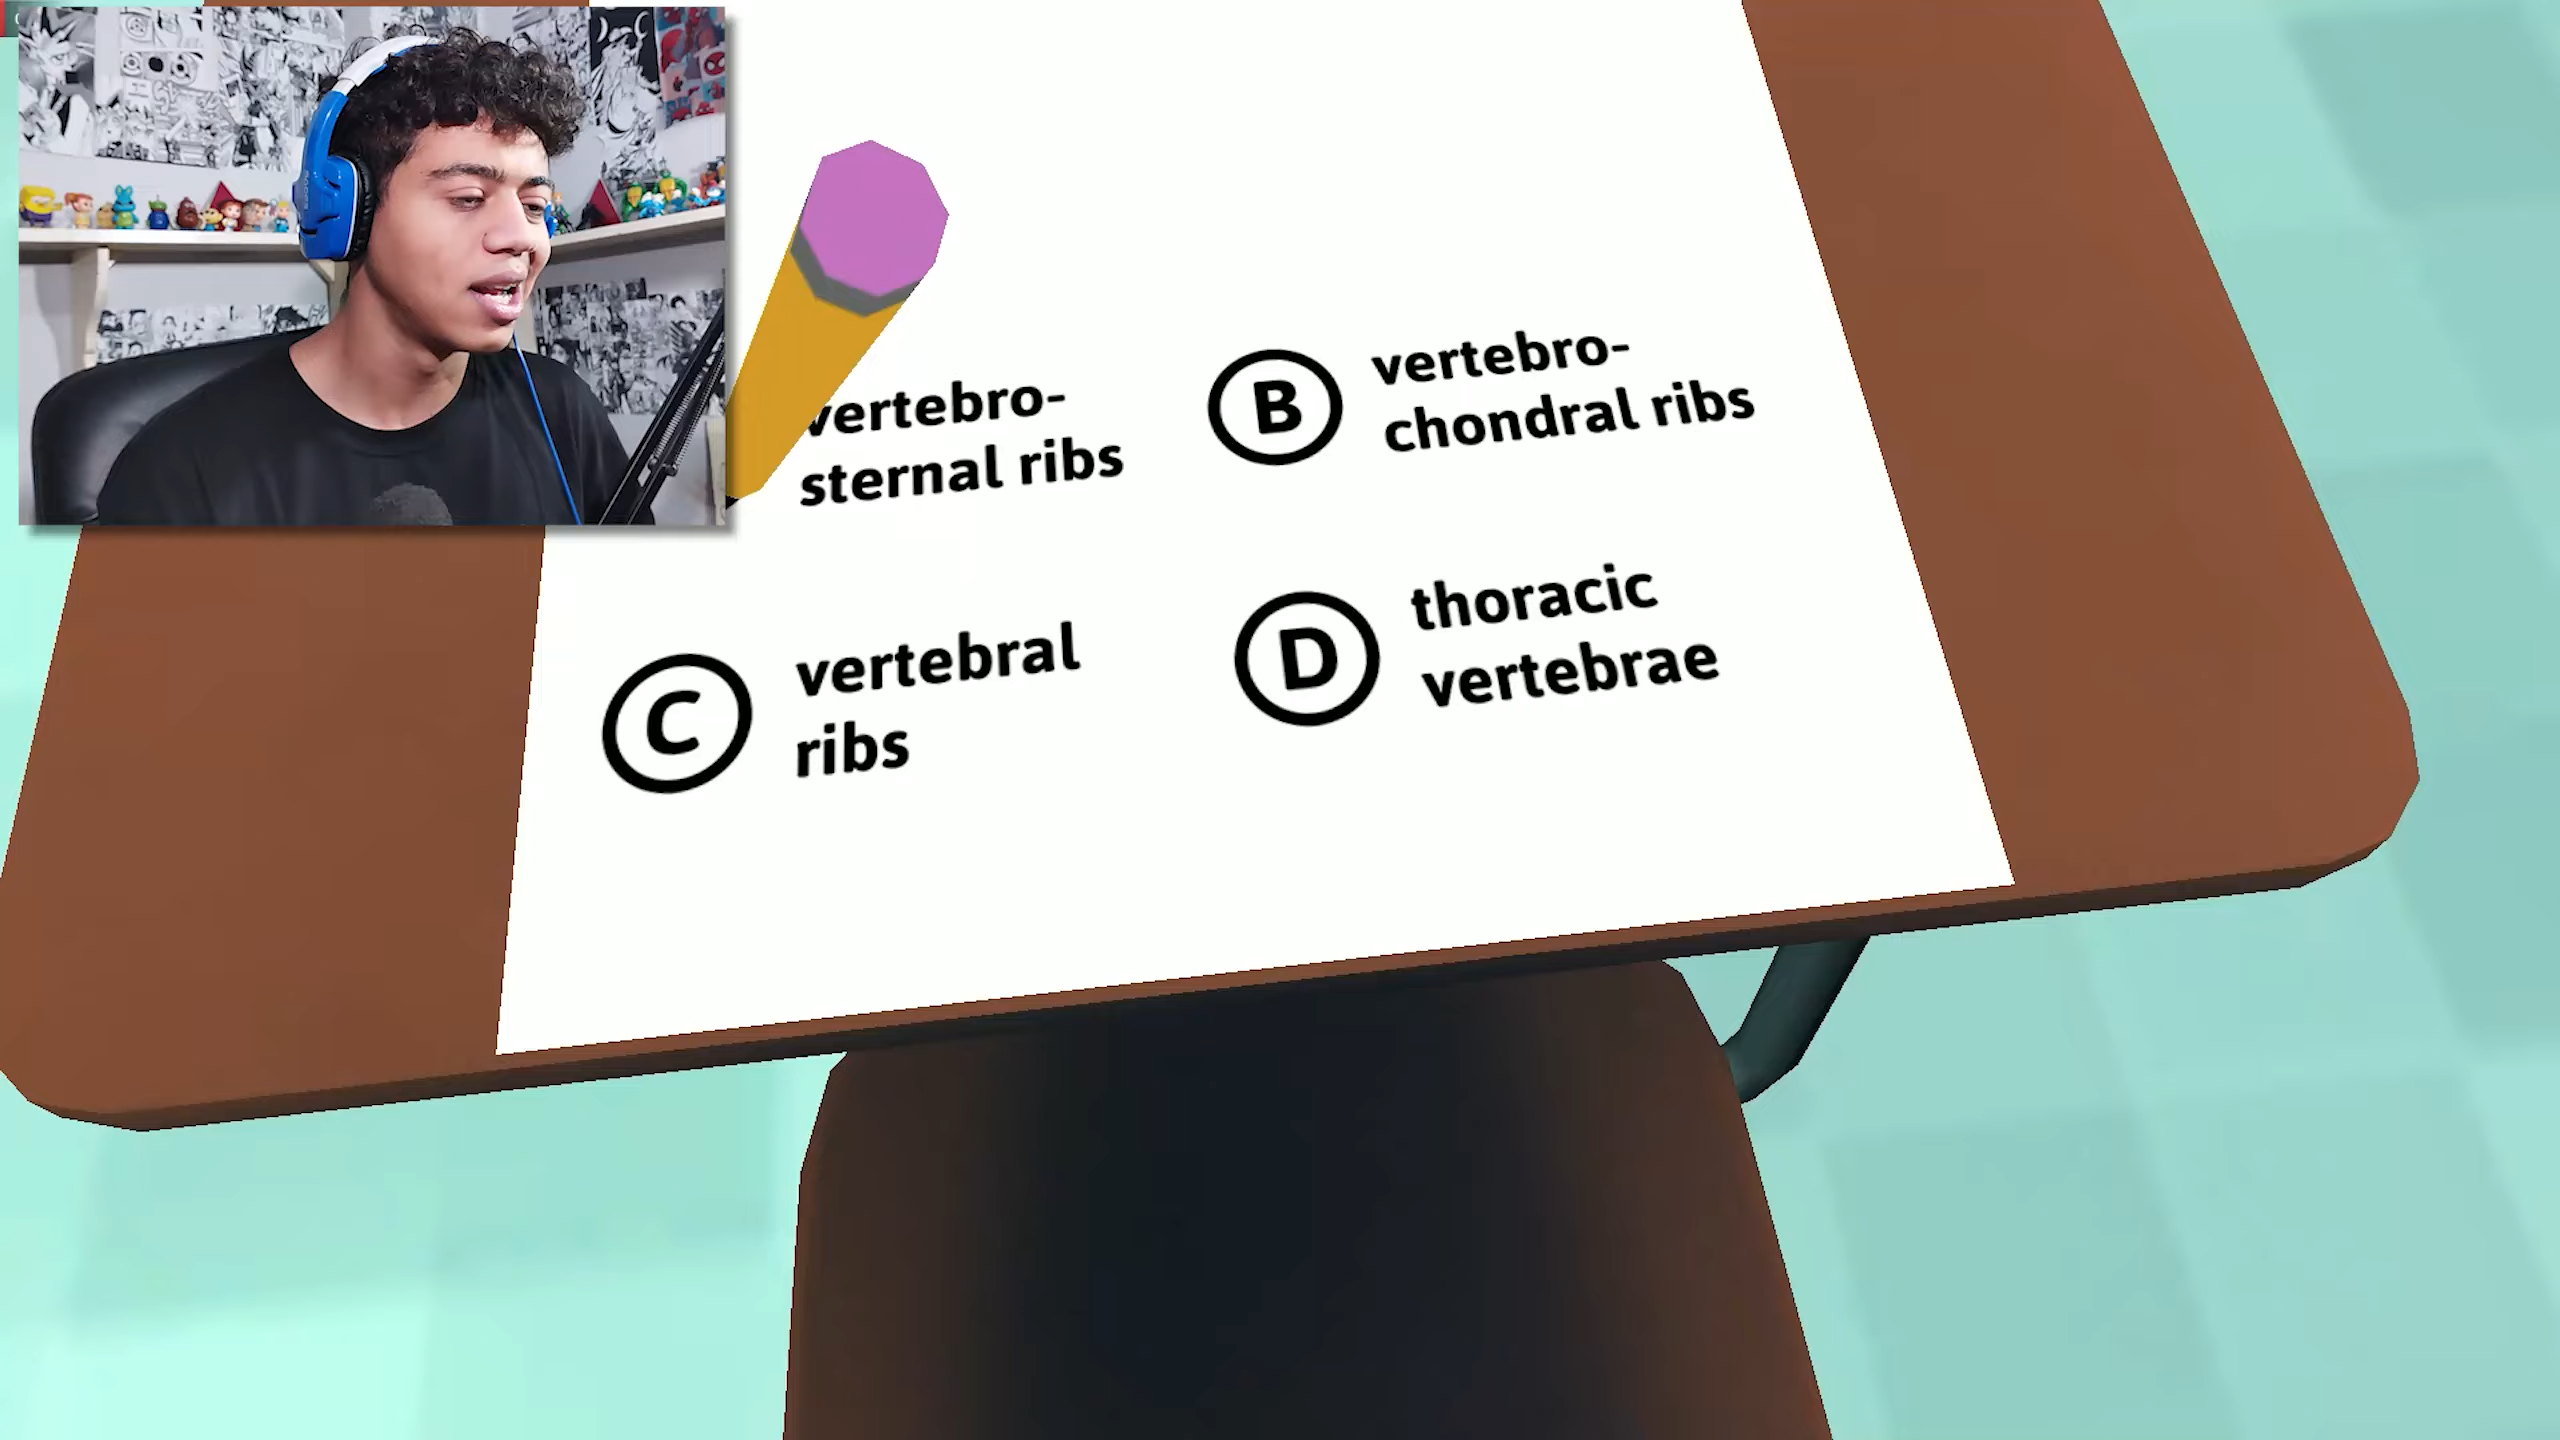 vertebro-
sternal ribs
B
vertebro-
chondral ribs
C
vertebral
ribs
D
thoracic
vertebrae